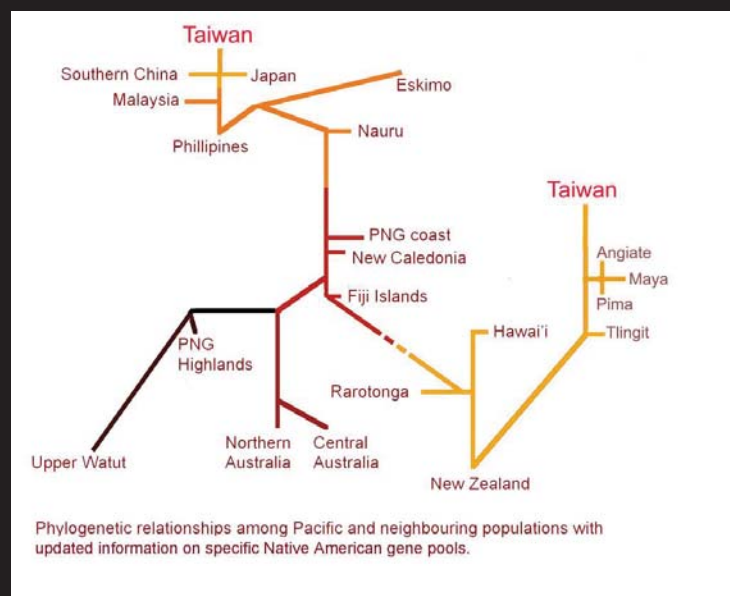 Taiwan
Southern China
Japan
Malaysia
Eskimo
Phillipines
Nauru
Taiwan
PNG coast
New Caledonia
Angiate
Maya
Pima
Fiji Islands
Tlingit
Hawai'i
PNG
Highlands
Rarotonga
Northern
Australia
Central
Australia
Upper Watut
New Zealand
Phylogenetic relationships among Pacific and neighbouring populations with
updated information on specific Native American gene pools.